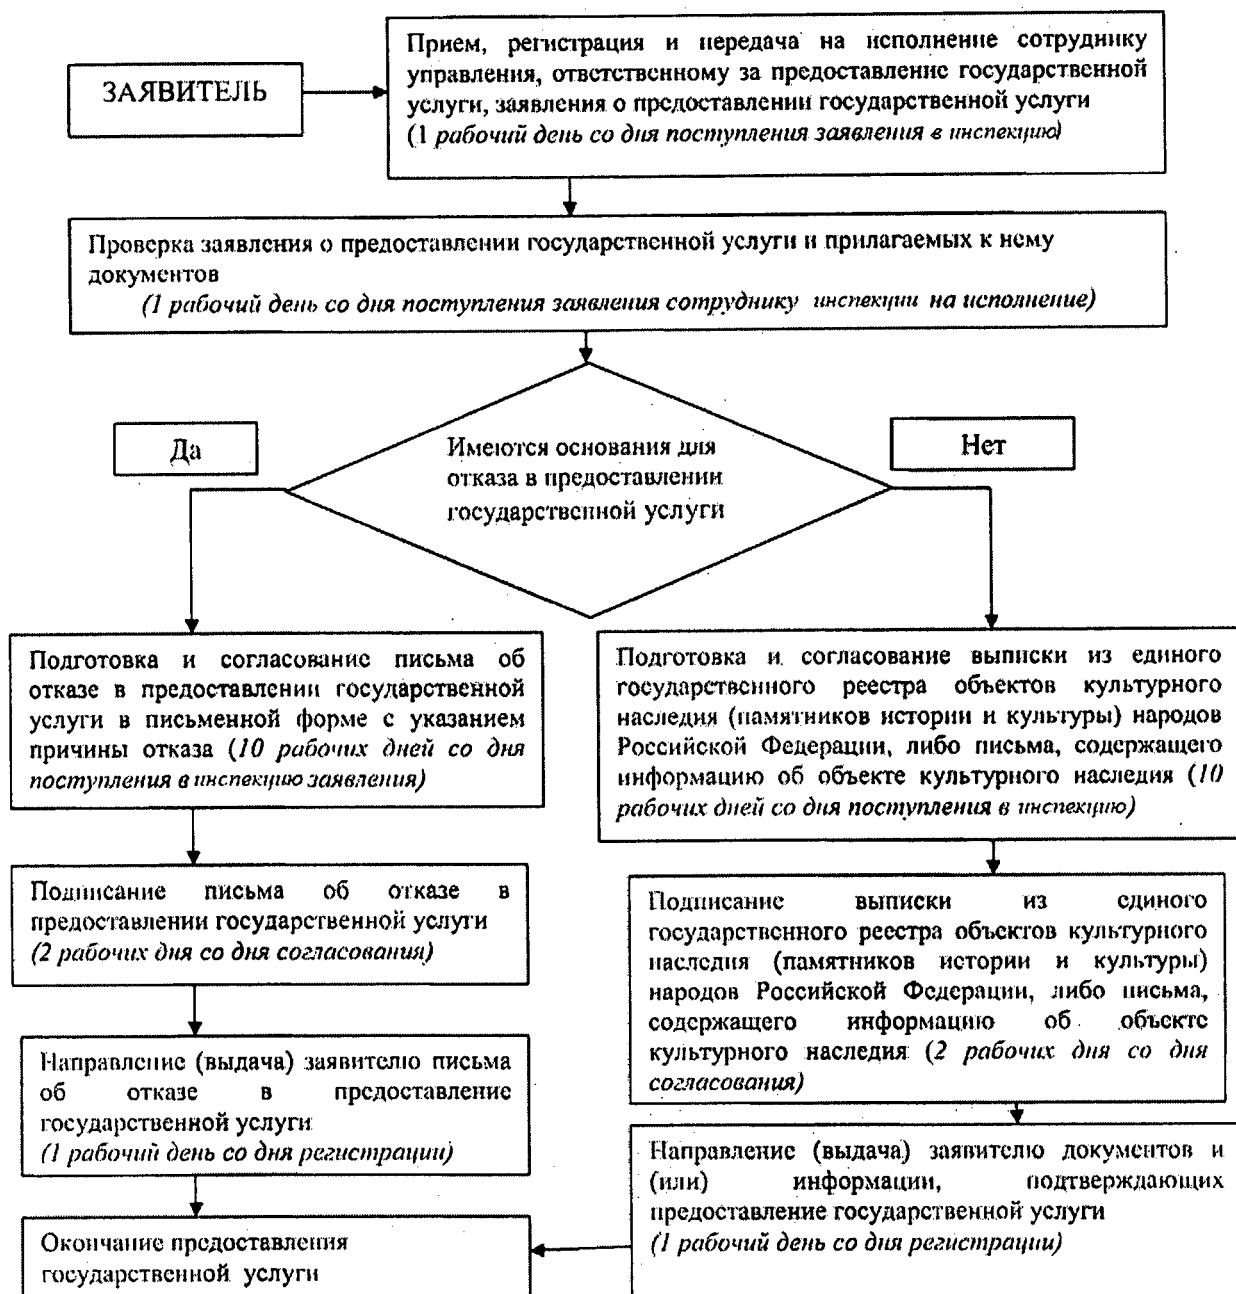 ЗАЯВИТЕЛЬ
Прием, регистрация и передача на исполнение сотруднику
управления, ответственному за предоставление государственной
услуги, заявления о предоставлении государственной услуги
(1 рабочий день со дня поступления заявления в инспекцию)
Проверка заявления о предоставлении государственной услуги и прилагаемых к нему
документов
(1 рабочий день со дня поступления заявления сотруднику инспекции на исполнение)
Да
Имеются основания для
отказа в предоставлении
государственной услуги
Нет
Подготовка и согласование письма об
отказе в предоставлении государственной
услуги в письменной форме с указанием
причины отказа (10 рабочих дней со дня
поступления в инспекцию заявления)
Подготовка и согласование выписки из единого
государственного реестра объектов культурного
наследия (памятников истории и культуры) народов
Российской Федерации, либо письма, содержащего
информацию об объекте культурного наследия (10
рабочих дней со дня поступления в инспекцию)
Подписание письма об отказе в
предоставлении государственной услуги
(2 рабочих дня со дня согласования)
Подписание выписки из единого
государственного реестра объектов культурного
наследия (памятников истории и культуры)
народов Российской Федерации, либо письма,
содержащего информацию об объекте
культурного наследия (2 рабочих дня со дня
согласования)
Направление (выдача) заявителю письма
об отказе в предоставление
государственной услуги
(1 рабочий день со дня регистрации)
Направление (выдача) заявителю документов и
(или) информации, подтверждающих
предоставление государственной услуги
(1 рабочий день со дня регистрации)
Окончание предоставления
государственной услуги